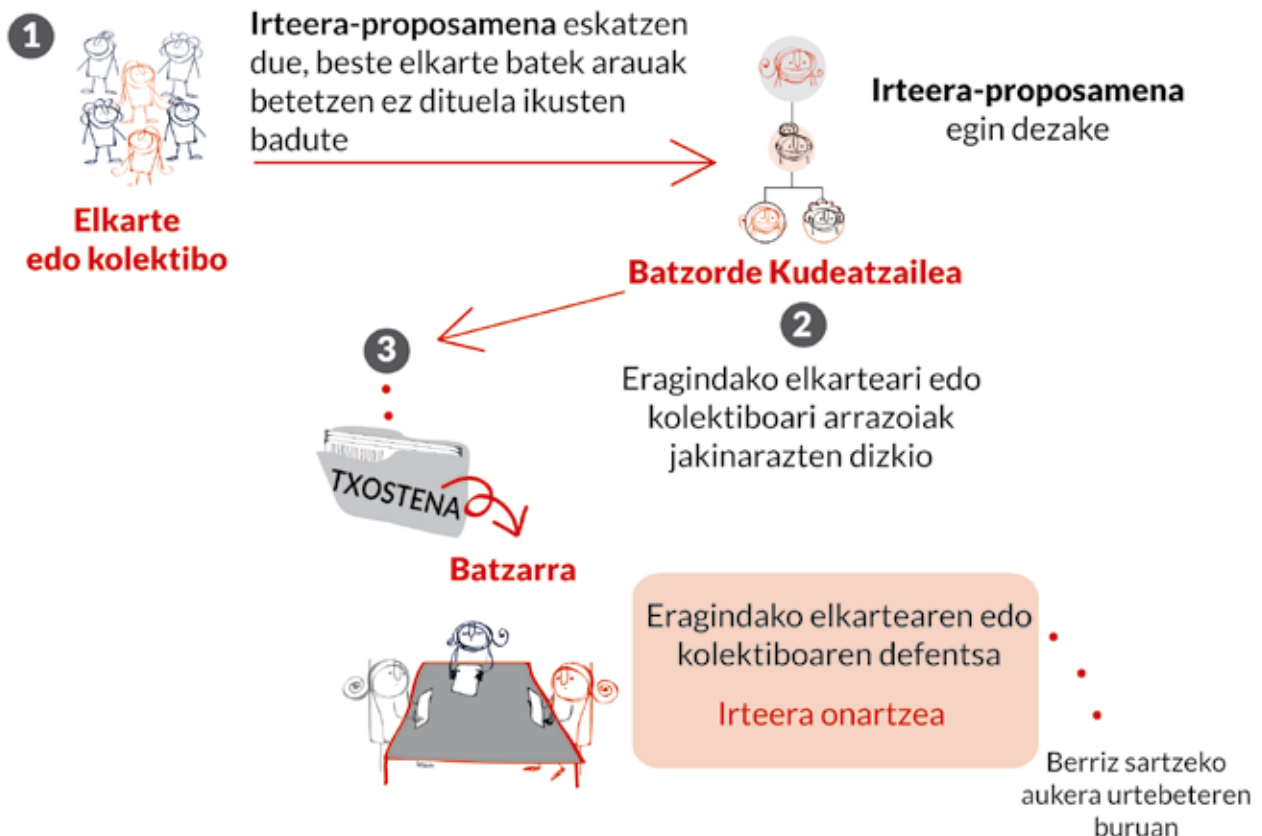 1
Irteera-proposamena eskatzen
due, beste elkarte batek arauak
betetzen ez dituela ikusten
badute
Elkarte
edo kolektibo
Irteera-proposamena
egin dezake
Batzorde Kudeatzailea
2
Eragindako elkarteari edo
kolektiboari arrazoiak
jakinarazten dizkio
3
TXOSTENA
Batzarra
Eragindako elkartearen edo
kolektiboaren defentsa
Irteera onartzea
Berriz sartzeko
aukera urtebeteren
buruan